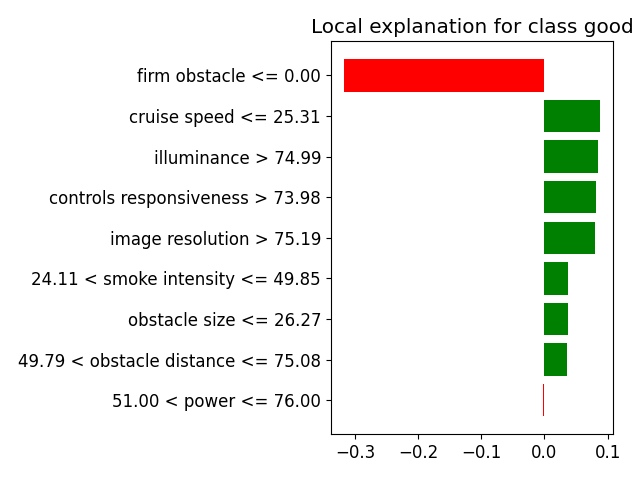 Local explanation for class good
firm obstacle <= 0.00
cruise speed <= 25.31
illuminance > 74.99
controls responsiveness > 73.98
image resolution > 75.19
24.11 < smoke intensity <= 49.85
obstacle size <= 26.27
49.79 < obstacle distance <= 75.08
51.00 < power <= 76.00
−0.3 −0.2 −0.1 0.0 0.1